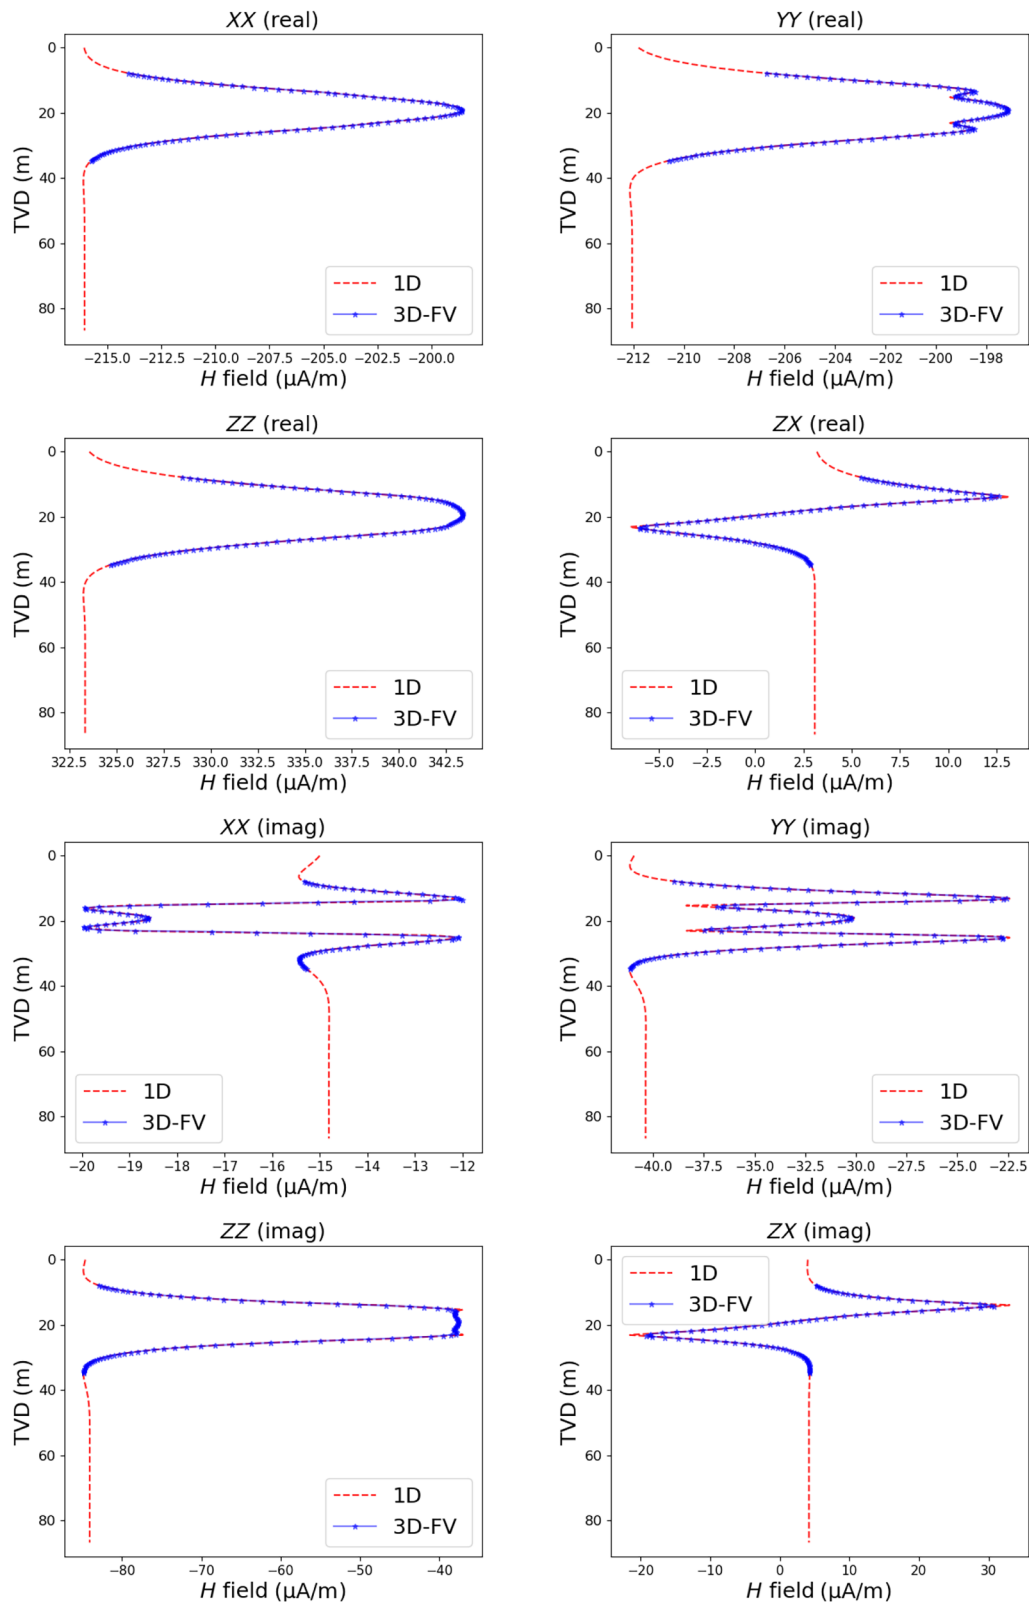 XX (real)
0
20
40
60
80
TVD (m)
−215.0 −212.5 −210.0 −207.5 −205.0 −202.5 −200.0
H field (µA/m)
1D
3D-FV
YY (real)
0
20
40
60
80
TVD (m)
−212 −210 −208 −206 −204 −202 −200 −198
H field (µA/m)
1D
3D-FV
ZZ (real)
0
20
40
60
80
TVD (m)
322.5 325.0 327.5 330.0 332.5 335.0 337.5 340.0 342.5
H field (µA/m)
1D
3D-FV
ZX (real)
0
20
40
60
80
TVD (m)
−5.0 −2.5 0.0 2.5 5.0 7.5 10.0 12.5
H field (µA/m)
1D
3D-FV
XX (imag)
0
20
40
60
80
TVD (m)
−20 −19 −18 −17 −16 −15 −14 −13 −12
H field (µA/m)
1D
3D-FV
YY (imag)
0
20
40
60
80
TVD (m)
−40.0 −37.5 −35.0 −32.5 −30.0 −27.5 −25.0 −22.5
H field (µA/m)
1D
3D-FV
ZZ (imag)
0
20
40
60
80
TVD (m)
−80 −70 −60 −50 −40
H field (µA/m)
1D
3D-FV
ZX (imag)
0
20
40
60
80
TVD (m)
−20 −10 0 10 20 30
H field (µA/m)
1D
3D-FV